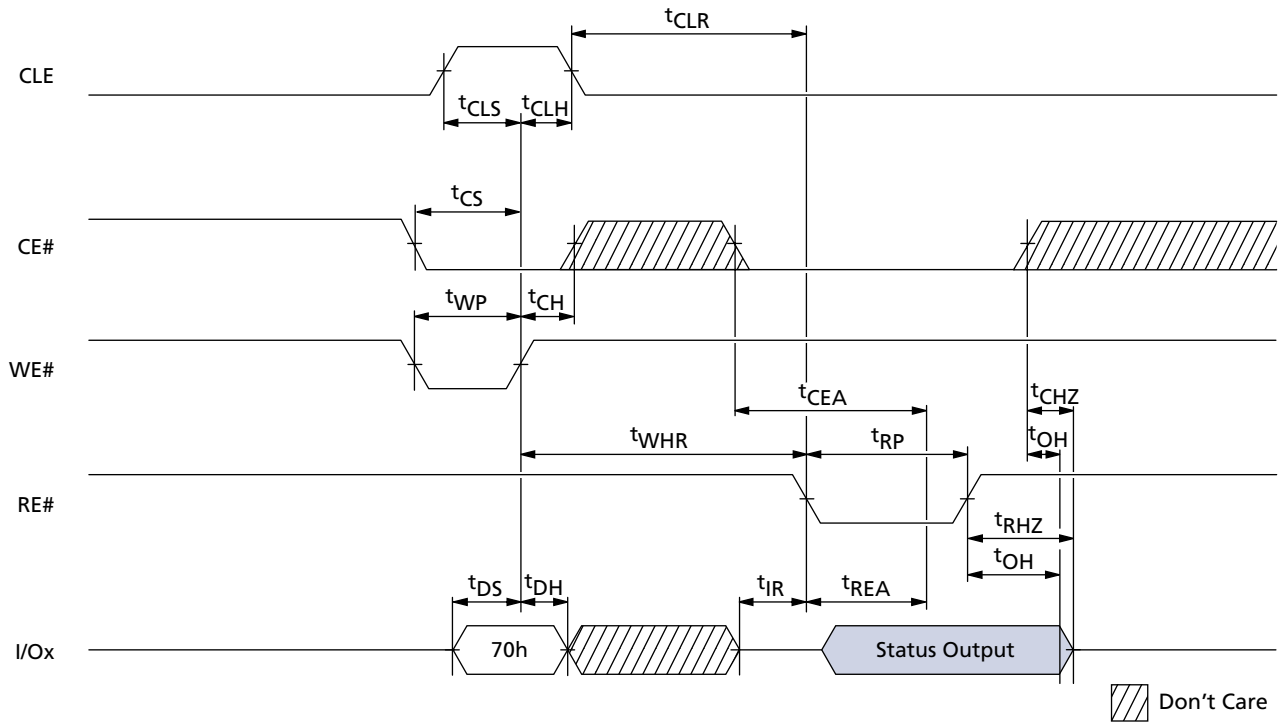 tCLR
CLE
tCLS tCLH
tCS
CE#
tWP tCH
WE#
tCEA tCHZ
tWHR tRP tOH
RE#
tRHZ
tOH
tDS tDH tIR tREA
I/Ox 70h Status Output
Don't Care